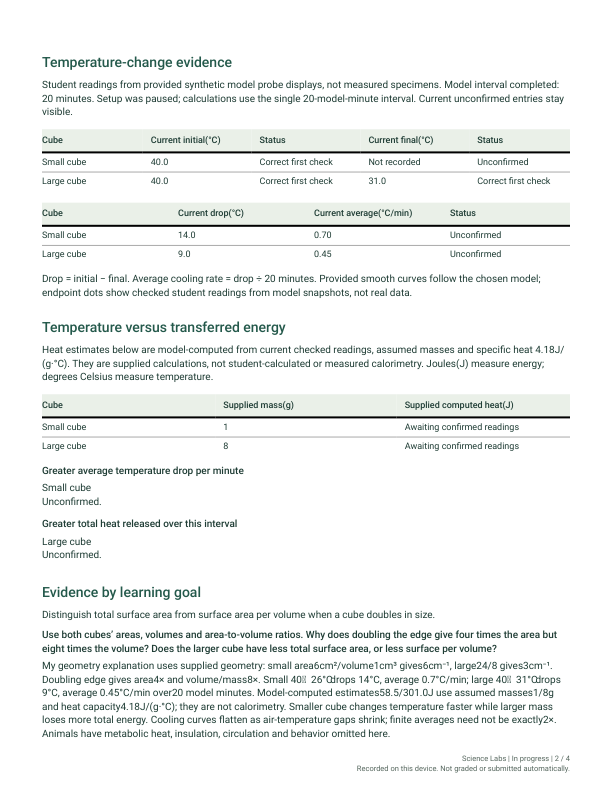 Temperature-change evidence
Student readings from provided synthetic model probe displays, not measured specimens. Model interval completed:
20 minutes. Setup was paused; calculations use the single 20-model-minute interval. Current unconfirmed entries stay
visible.
Cube Current initial(°C) Status Current final(°C) Status
Small cube 40.0 Correct first check Not recorded Unconfirmed
Large cube 40.0 Correct first check 31.0 Correct first check
Cube Current drop(°C) Current average(°C/min) Status
Small cube 14.0 0.70 Unconfirmed
Large cube 9.0 0.45 Unconfirmed
Drop = initial − final. Average cooling rate = drop ÷ 20 minutes. Provided smooth curves follow the chosen model;
endpoint dots show checked student readings from model snapshots, not real data.
Temperature versus transferred energy
Heat estimates below are model-computed from current checked readings, assumed masses and specific heat 4.18J/
(g·°C). They are supplied calculations, not student-calculated or measured calorimetry. Joules(J) measure energy;
degrees Celsius measure temperature.
Cube Supplied mass(g) Supplied computed heat(J)
Small cube 1 Awaiting confirmed readings
Large cube 8 Awaiting confirmed readings
Greater average temperature drop per minute
Small cube
Unconfirmed.
Greater total heat released over this interval
Large cube
Unconfirmed.
Evidence by learning goal
Distinguish total surface area from surface area per volume when a cube doubles in size.
Use both cubes’ areas, volumes and area-to-volume ratios. Why does doubling the edge give four times the area but
eight times the volume? Does the larger cube have less total surface area, or less surface per volume?
My geometry explanation uses supplied geometry: small area6cm²/volume1cm³ gives6cm⁻¹, large24/8 gives3cm⁻¹.
Doubling edge gives area4× and volume/mass8×. Small 40 26°C drops 14°C, average 0.7°C/min; large 40 31°C drops
9°C, average 0.45°C/min over20 model minutes. Model-computed estimates58.5/301.0J use assumed masses1/8g
and heat capacity4.18J/(g·°C); they are not calorimetry. Smaller cube changes temperature faster while larger mass
loses more total energy. Cooling curves flatten as air-temperature gaps shrink; finite averages need not be exactly2×.
Animals have metabolic heat, insulation, circulation and behavior omitted here.
Science Labs | In progress | 2 / 4
Recorded on this device. Not graded or submitted automatically.